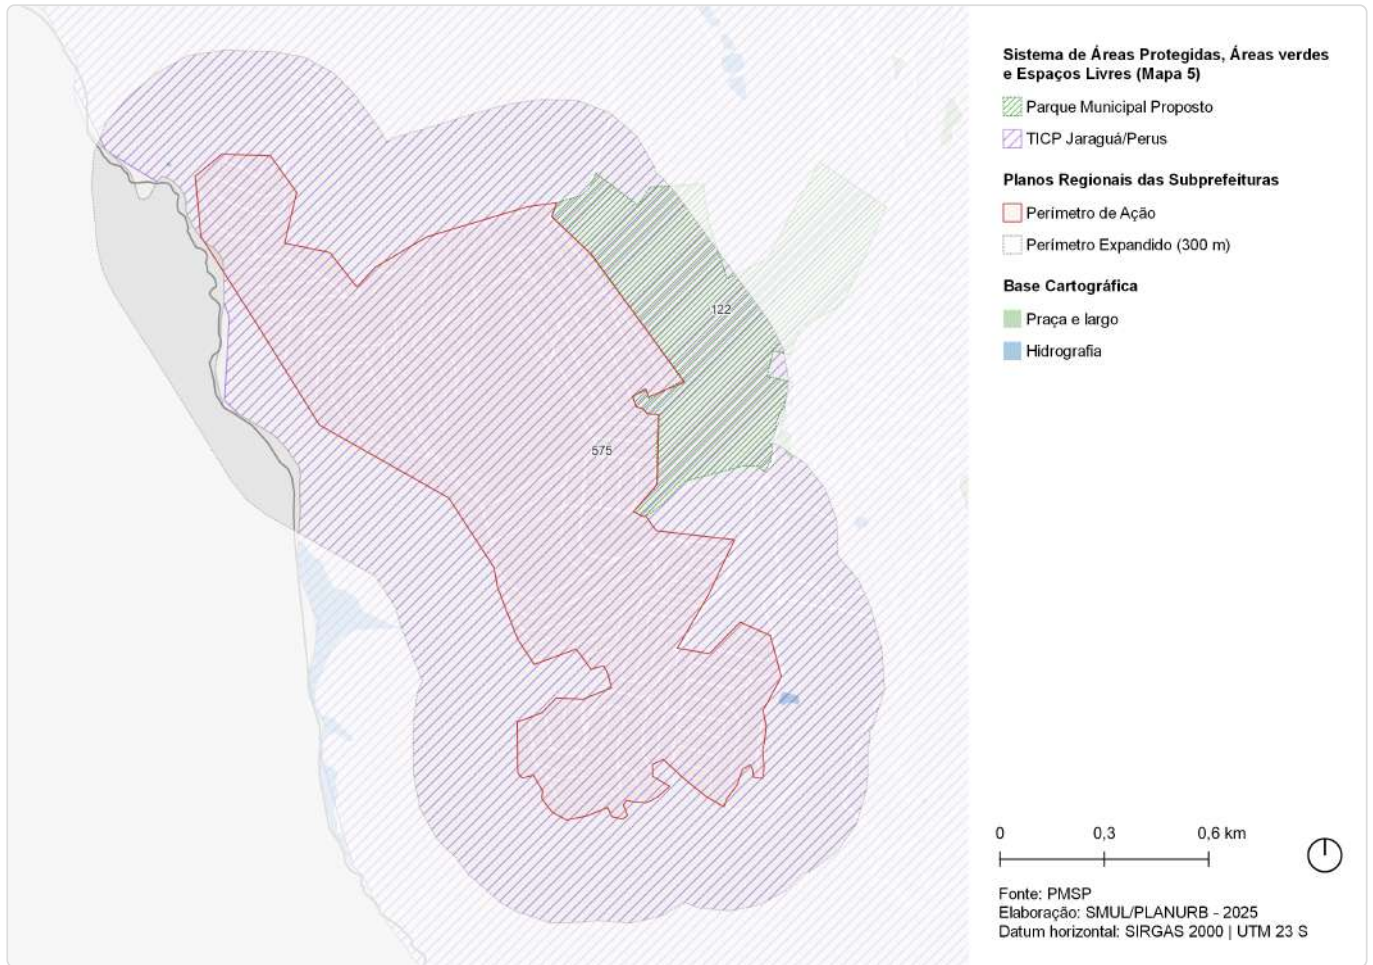 Sistema de Áreas Protegidas, Áreas verdes
e Espaços Livres (Mapa 5)
Parque Municipal Proposto
TICP Jaraguá/Perus
Planos Regionais das Subprefeituras
Perímetro de Ação
Perímetro Expandido (300 m)
Base Cartográfica
Praça e largo
Hidrografia
122
575
0 0,3 0,6 km
Fonte: PMSP
Elaboração: SMUL/PLANURB - 2025
Datum horizontal: SIRGAS 2000 | UTM 23 S